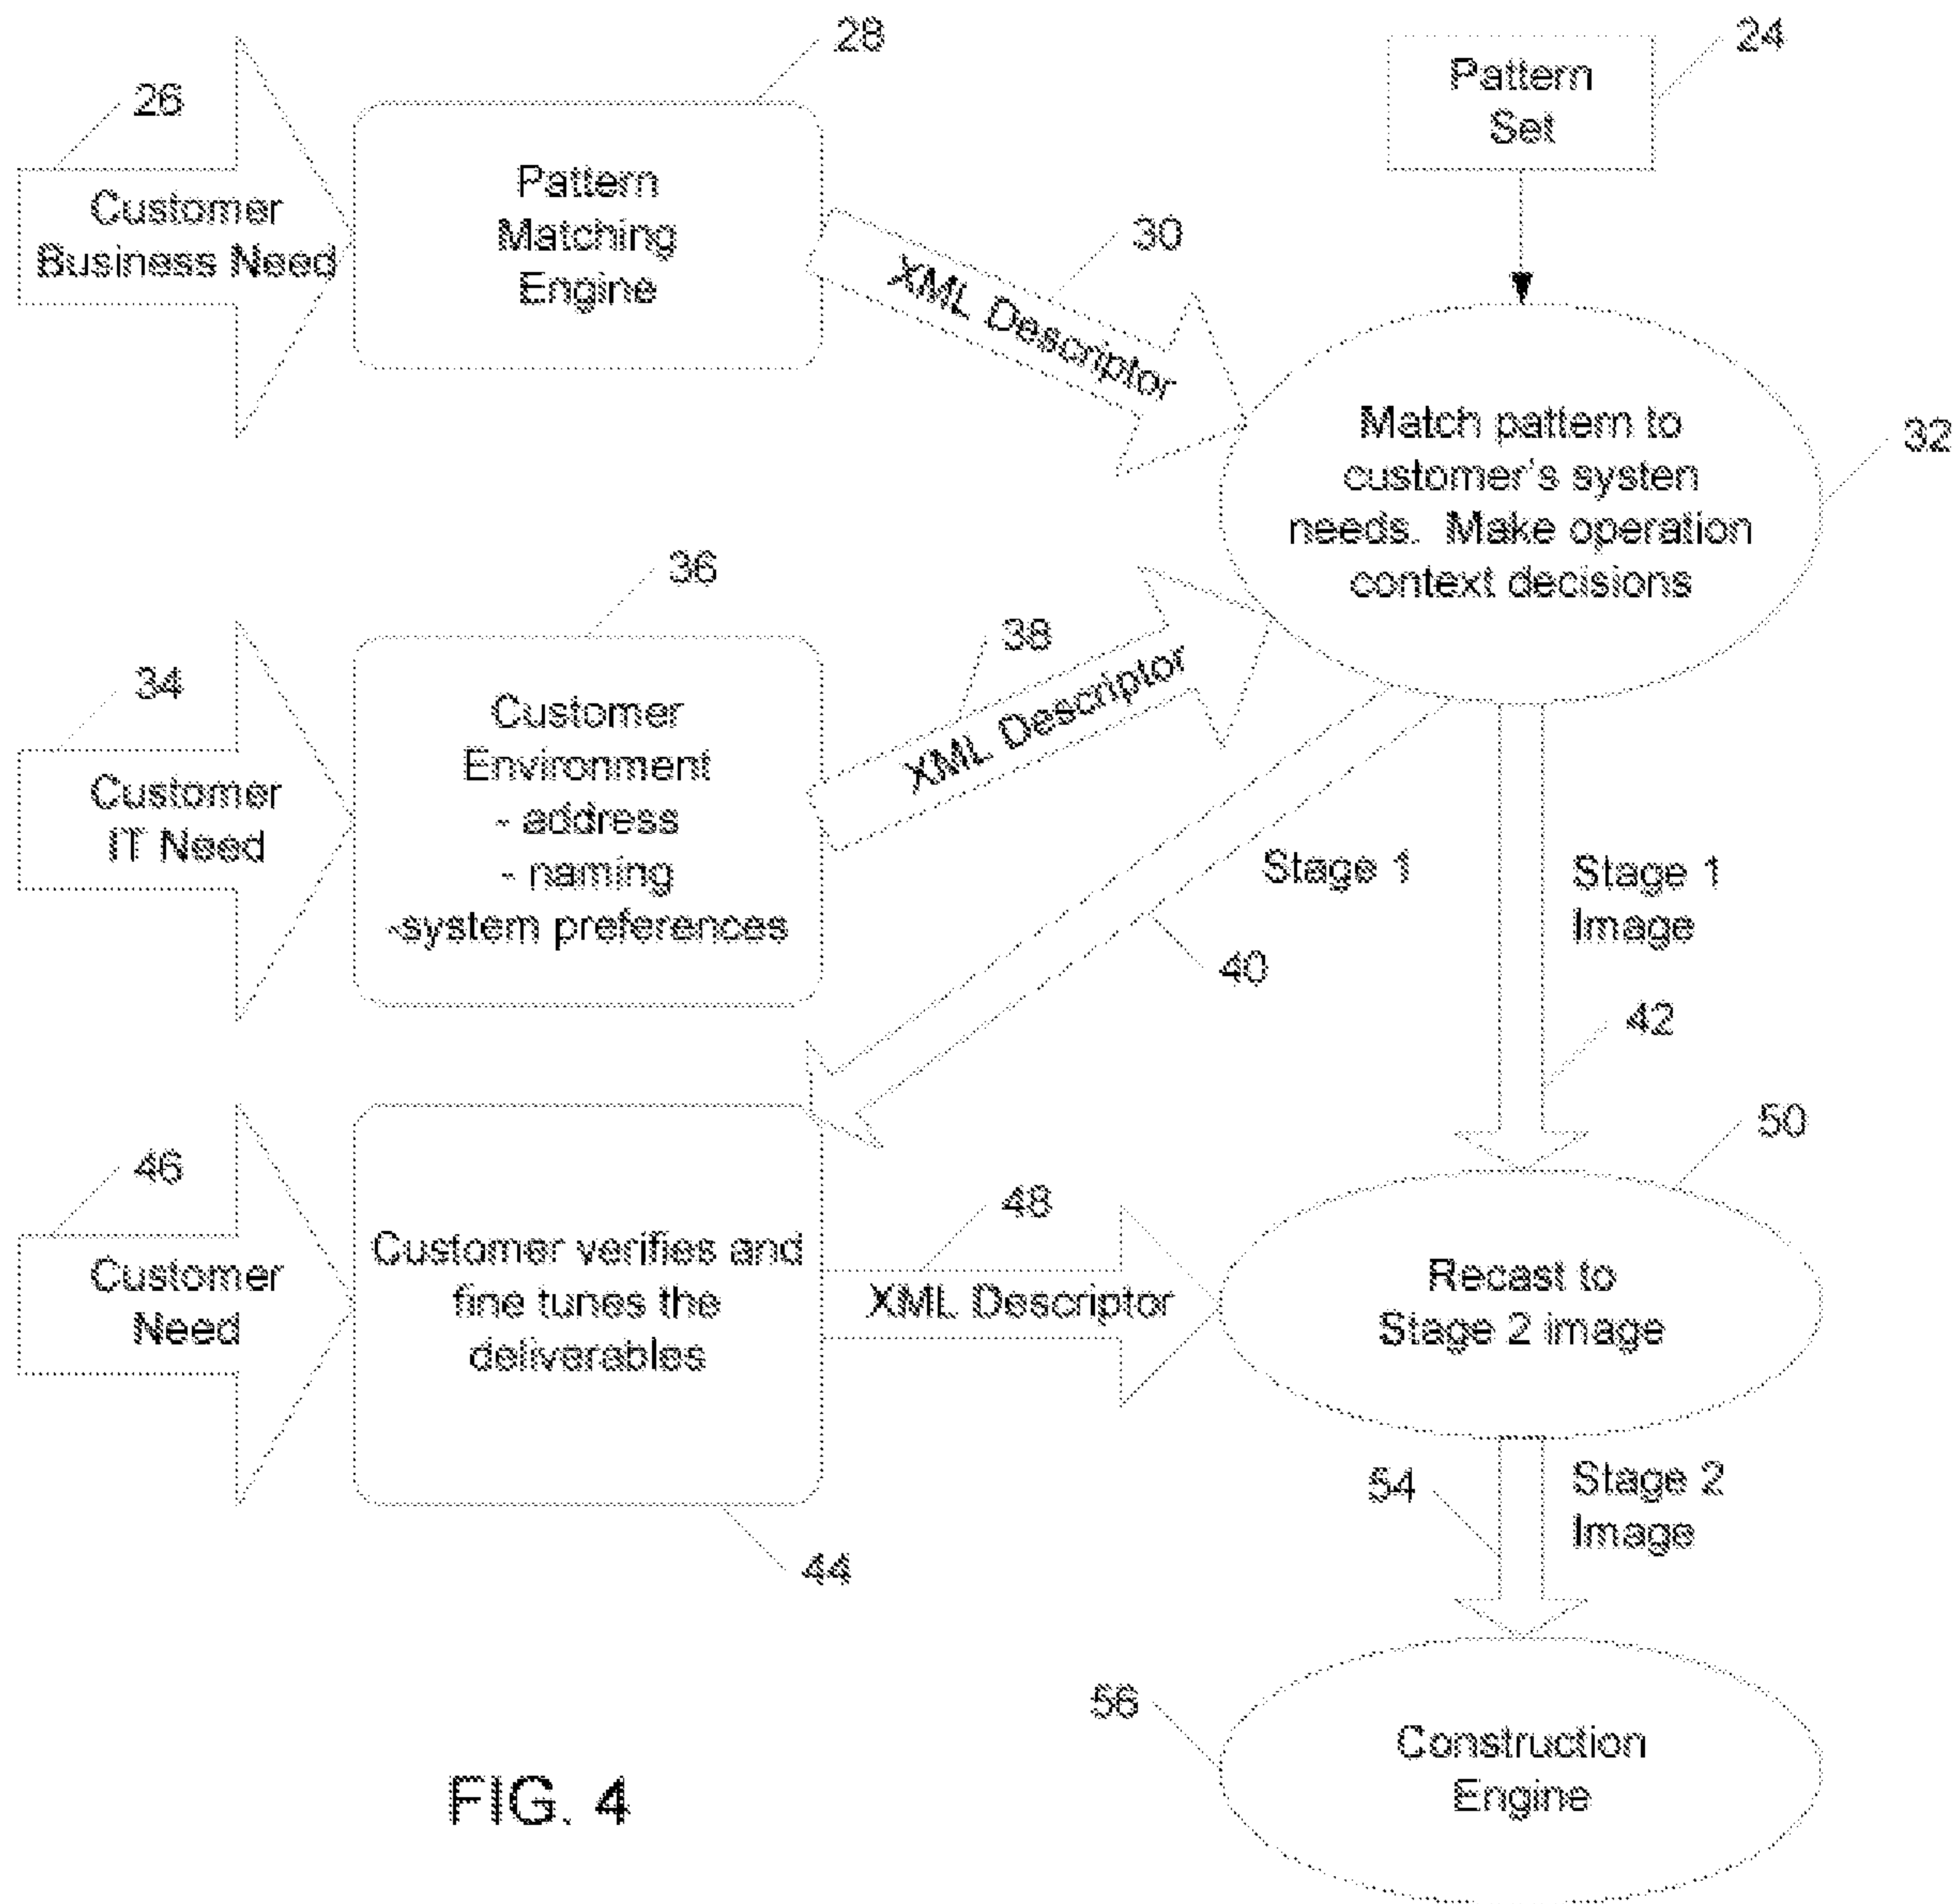 28
24
Pattern
Set
26
Customer
Business Need
Pattern
Matching
Engine
30
XML Descriptor
Match pattern to
customer's systen
needs.  Make operation
context decisions
32
36
34
Customer
IT Need
Customer
Environment
- address
- naming
-system preferences
38
XML Descriptor
Stage 1
40
Stage 1
Image
42
46
Customer
Need
Customer verifies and
fine tunes the
deliverables
44
48
XML Descriptor
50
Recast to
Stage 2 image
54
Stage 2
Image
56
Construction
Engine
FIG. 4